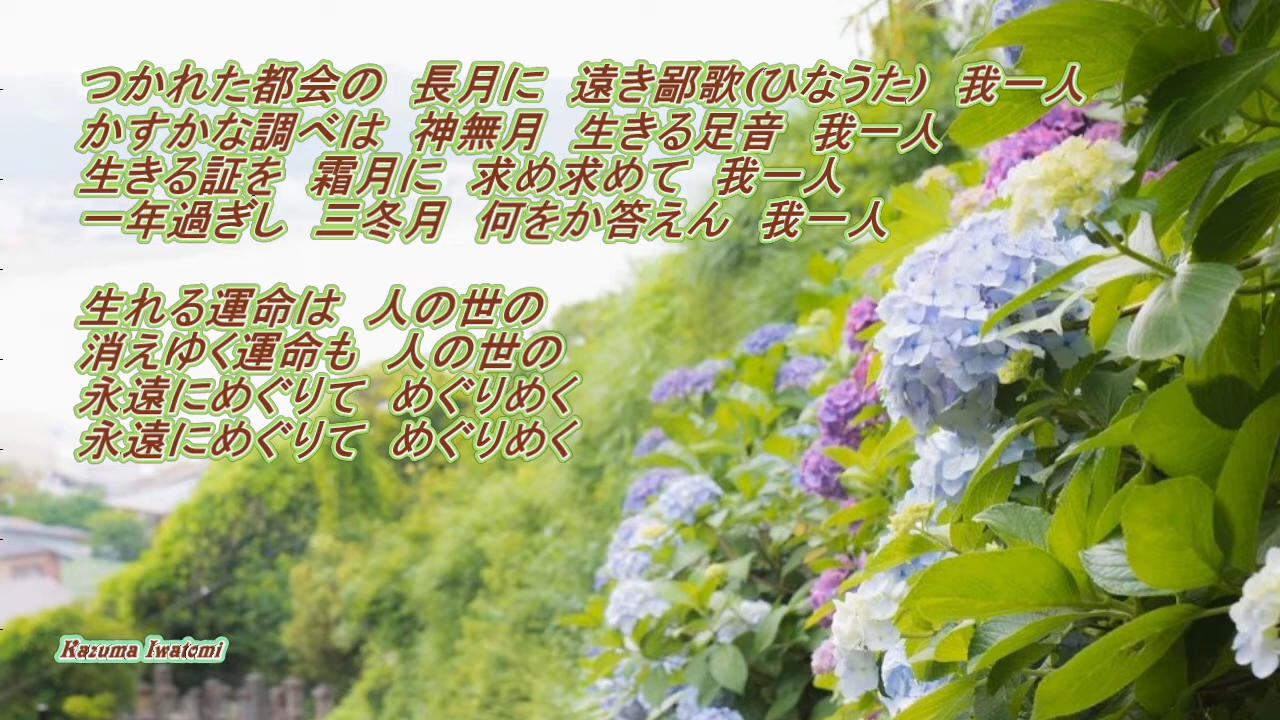 つかれた都会の　長月に　遠き鄙歌(ひなうた)　我一人
かすかな調べは　神無月　生きる足音　我一人
生きる証を　霜月に　求め求めて　我一人
一年過ぎし　三冬月　何をか答えん　我一人
生れる運命は　人の世の
消えゆく運命も　人の世の
永遠にめぐりて　めぐりめく
永遠にめぐりて　めぐりめく
Kazuma Iwatomi